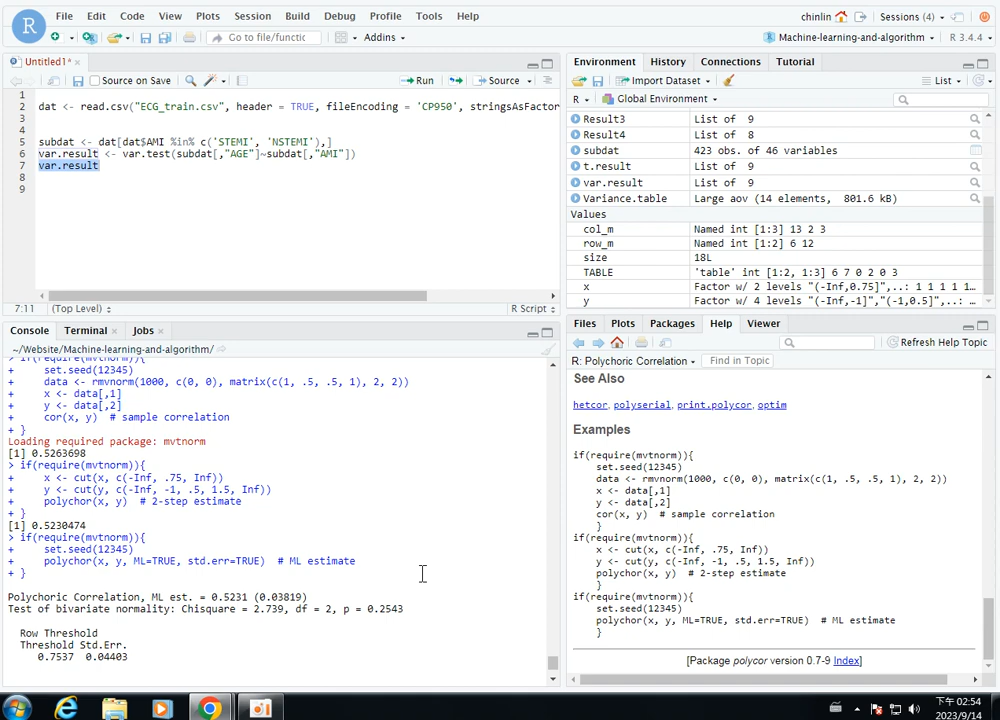 R
File Edit Code View Plots Session Build Debug Profile Tools Help
chinlin Sessions (4)
Go to file/function Addins
Machine-learning-and-algorithm R 3.4.4
Untitled1*
Source on Save Run Source
1
2 dat <- read.csv("ECG_train.csv", header = TRUE, fileEncoding = 'CP950', stringsAsFactor
3
4
5 subdat <- dat[dat$AMI %in% c('STEMI', 'NSTEMI'),]
6 var.result <- var.test(subdat[,"AGE"]~subdat[,"AMI"])
7 var.result
8
9
7:11 (Top Level) R Script
Environment History Connections Tutorial
Import Dataset List
R Global Environment
Result3 List of 9
Result4 List of 8
subdat 423 obs. of 46 variables
t.result List of 9
var.result List of 9
Variance.table Large aov (14 elements, 801.6 kB)
Values
col_m Named int [1:3] 13 2 3
row_m Named int [1:2] 6 12
size 18L
TABLE 'table' int [1:2, 1:3] 6 7 0 2 0 3
x Factor w/ 2 levels "(-Inf,0.75]",..: 1 1 1 1 1…
y Factor w/ 4 levels "(-Inf,-1]","(-1,0.5]",..: …
Console Terminal Jobs
~/Website/Machine-learning-and-algorithm/
> if(require(mvtnorm)){
+ set.seed(12345)
+ data <- rmvnorm(1000, c(0, 0), matrix(c(1, .5, .5, 1), 2, 2))
+ x <- data[,1]
+ y <- data[,2]
+ cor(x, y) # sample correlation
+ }
Loading required package: mvtnorm
[1] 0.5263698
> if(require(mvtnorm)){
+ x <- cut(x, c(-Inf, .75, Inf))
+ y <- cut(y, c(-Inf, -1, .5, 1.5, Inf))
+ polychor(x, y) # 2-step estimate
+ }
[1] 0.5230474
> if(require(mvtnorm)){
+ set.seed(12345)
+ polychor(x, y, ML=TRUE, std.err=TRUE) # ML estimate
+ }
Polychoric Correlation, ML est. = 0.5231 (0.03819)
Test of bivariate normality: Chisquare = 2.739, df = 2, p = 0.2543
Row Threshold
Threshold Std.Err.
0.7537 0.04403
Files Plots Packages Help Viewer
Refresh Help Topic
R: Polychoric Correlation Find in Topic
See Also
hetcor, polyserial, print.polycor, optim
Examples
if(require(mvtnorm)){
set.seed(12345)
data <- rmvnorm(1000, c(0, 0), matrix(c(1, .5, .5, 1), 2, 2))
x <- data[,1]
y <- data[,2]
cor(x, y) # sample correlation
}
if(require(mvtnorm)){
x <- cut(x, c(-Inf, .75, Inf))
y <- cut(y, c(-Inf, -1, .5, 1.5, Inf))
polychor(x, y) # 2-step estimate
}
if(require(mvtnorm)){
set.seed(12345)
polychor(x, y, ML=TRUE, std.err=TRUE) # ML estimate
}
[Package polycor version 0.7-9 Index]
下午 02:54
2023/9/14